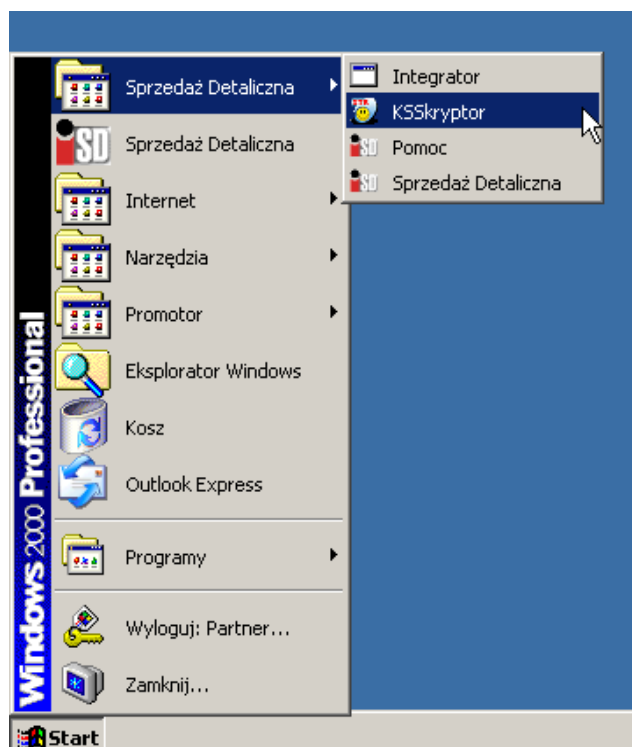 Sprzedaż Detaliczna
Sprzedaż Detaliczna
Internet
Narzędzia
Promotor
Eksplorator Windows
Kosz
Outlook Express
Programy
Wyloguj: Partner...
Zamknij...
Integrator
KSSkryptor
Pomoc
Sprzedaż Detaliczna
Windows 2000 Professional
Start